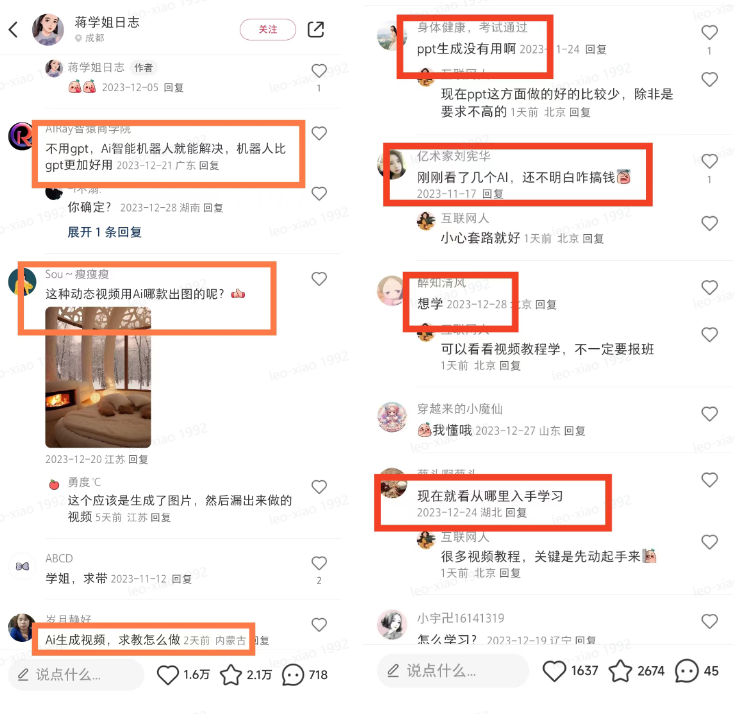 蒋学姐日志
成都
关注
蒋学姐日志 作者
2023-12-05 回复
1
AIRay智猿商学院
不用gpt，Ai智能机器人就能解决，机器人比
gpt更加好用 2023-12-21 广东 回复
你确定？ 2023-12-28 湖南 回复
展开 1 条回复
Sou～瘦瘦瘦
这种动态视频用Ai哪款出图的呢？
2023-12-20 江苏 回复
勇度℃
这个应该是生成了图片，然后漏出来做的
视频 5天前 江苏 回复
ABCD
学姐，求带 2023-11-12 回复
2
岁月静好
Ai生成视频，求教怎么做 2天前 内蒙古 回复
说点什么...
1.6万
2.1万
718
身体健康，考试通过
ppt生成没有用啊 2023-11-24 回复
1
互联网人
现在ppt这方面做的好的比较少，除非是
要求不高的 1天前 北京 回复
亿术家刘宪华
刚刚看了几个AI，还不明白咋搞钱
2023-11-17 回复
1
互联网人
小心套路就好 1天前 北京 回复
醉知清风
想学 2023-12-28 北京 回复
互联网人
可以看看视频教程学，不一定要报班
1天前 北京 回复
穿越来的小魔仙
我懂哦 2023-12-27 山东 回复
现在就看从哪里入手学习
2023-12-24 湖北 回复
互联网人
很多视频教程，关键是先动起来
1天前 北京 回复
小宇卍16141319
怎么学习？ 2023-12-19 辽宁 回复
说点什么...
1637
2674
45
leo-xiao 1992